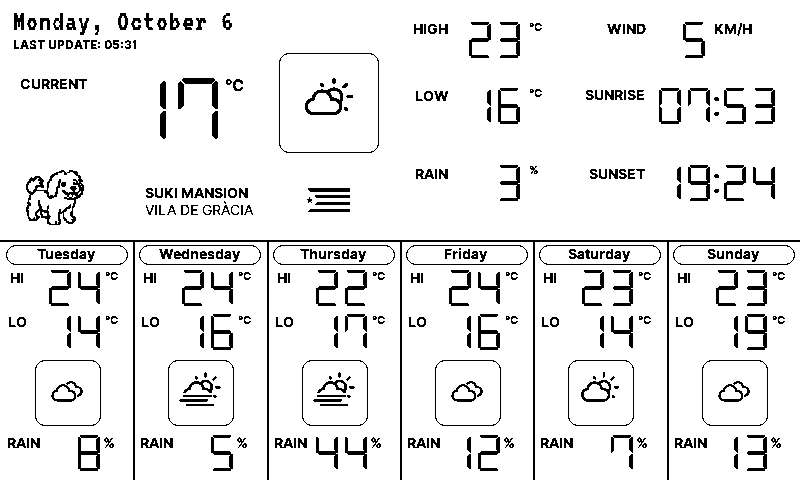 Monday, October 6
LAST UPDATE: 05:31
CURRENT 17 °C
HIGH 23 °C
WIND 5 KM/H
LOW 16 °C
SUNRISE 07:53
RAIN 3 %
SUNSET 19:24
SUKI MANSION
VILA DE GRÀCIA
Tuesday
HI 24 °C
LO 14 °C
RAIN 8 %
Wednesday
HI 24 °C
LO 16 °C
RAIN 5 %
Thursday
HI 22 °C
LO 17 °C
RAIN 44 %
Friday
HI 24 °C
LO 16 °C
RAIN 12 %
Saturday
HI 23 °C
LO 14 °C
RAIN 7 %
Sunday
HI 23 °C
LO 19 °C
RAIN 13 %